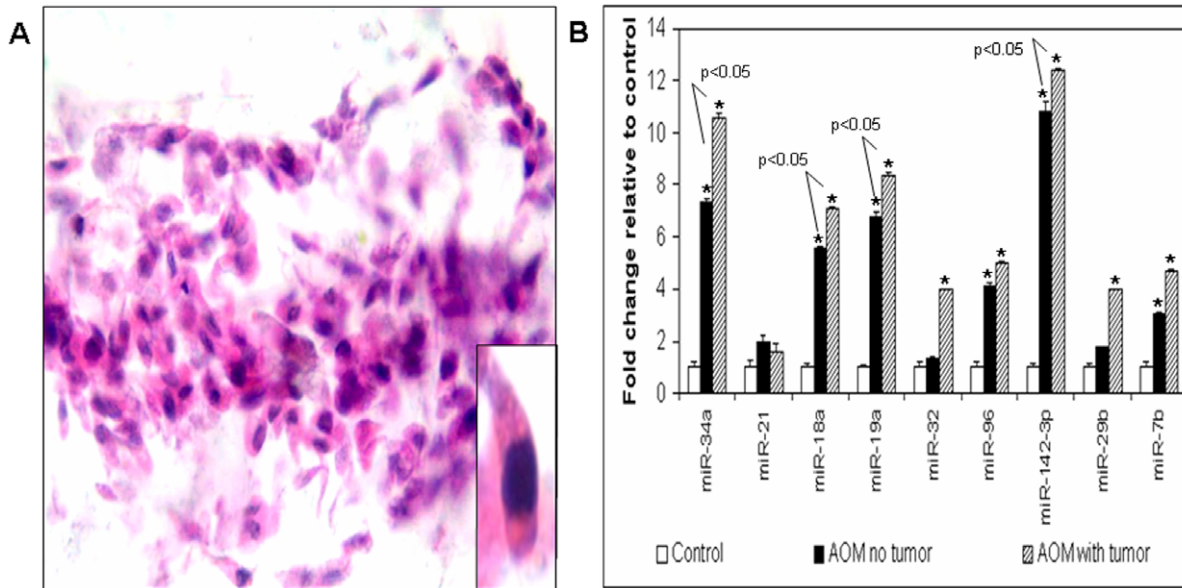 A
B
Fold change relative to control
14
12
10
8
6
4
2
0
p<0.05
p<0.05
p<0.05
p<0.05
*
*
*
*
*
*
*
*
*
*
*
*
*
*
miR-34a
miR-21
miR-18a
miR-19a
miR-32
miR-96
miR-142-3p
miR-29b
miR-7b
Control
AOM no tumor
AOM with tumor